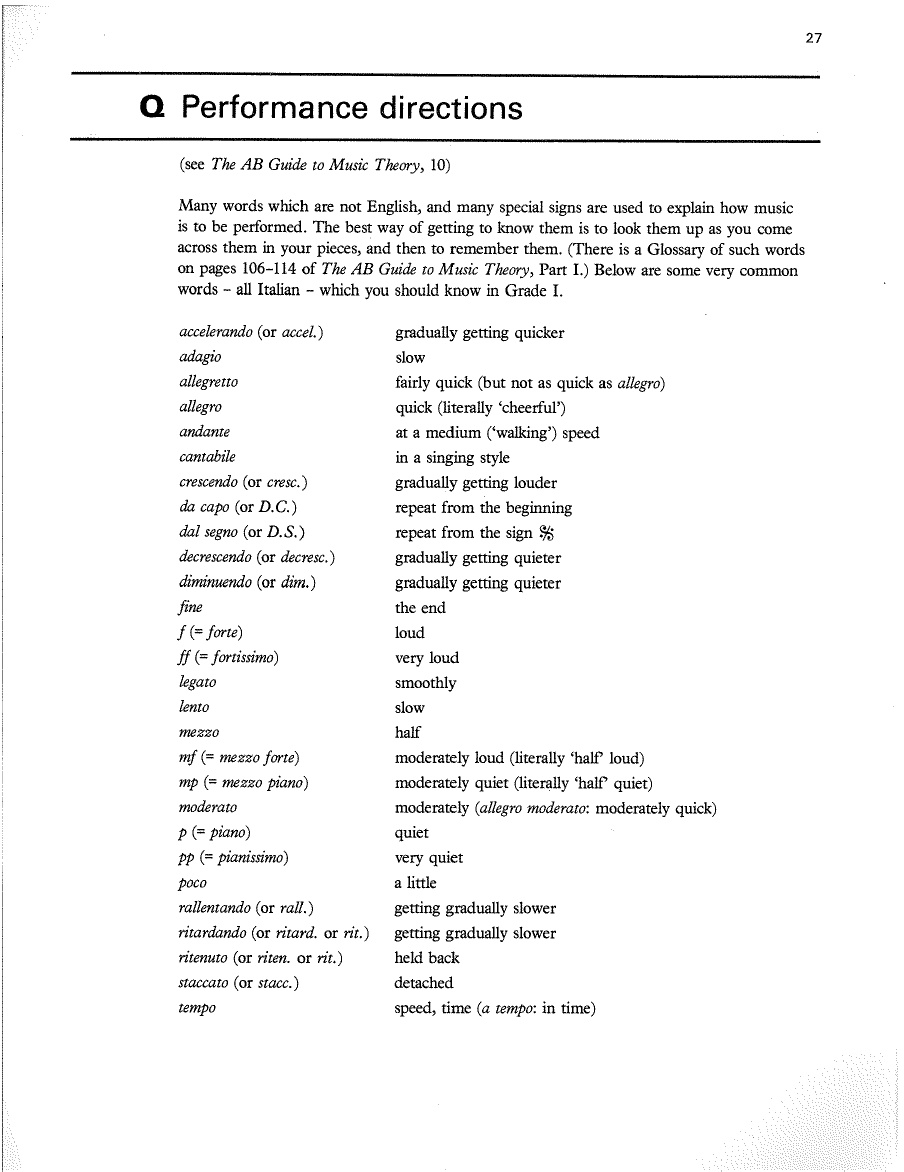 27
Q Performance directions
(see The AB Guide to Music Theory, 10)
Many words which are not English, and many special signs are used to explain how music
is to be performed. The best way of getting to know them is to look them up as you come
across them in your pieces, and then to remember them. (There is a Glossary of such words
on pages 106–114 of The AB Guide to Music Theory, Part I.) Below are some very common
words – all Italian – which you should know in Grade I.
accelerando (or accel.) gradually getting quicker
adagio slow
allegretto fairly quick (but not as quick as allegro)
allegro quick (literally ‘cheerful’)
andante at a medium (‘walking’) speed
cantabile in a singing style
crescendo (or cresc.) gradually getting louder
da capo (or D.C.) repeat from the beginning
dal segno (or D.S.) repeat from the sign 𝄋
decrescendo (or decresc.) gradually getting quieter
diminuendo (or dim.) gradually getting quieter
fine the end
f (= forte) loud
ff (= fortissimo) very loud
legato smoothly
lento slow
mezzo half
mf (= mezzo forte) moderately loud (literally ‘half’ loud)
mp (= mezzo piano) moderately quiet (literally ‘half’ quiet)
moderato moderately (allegro moderato: moderately quick)
p (= piano) quiet
pp (= pianissimo) very quiet
poco a little
rallentando (or rall.) getting gradually slower
ritardando (or ritard. or rit.) getting gradually slower
ritenuto (or riten. or rit.) held back
staccato (or stacc.) detached
tempo speed, time (a tempo: in time)